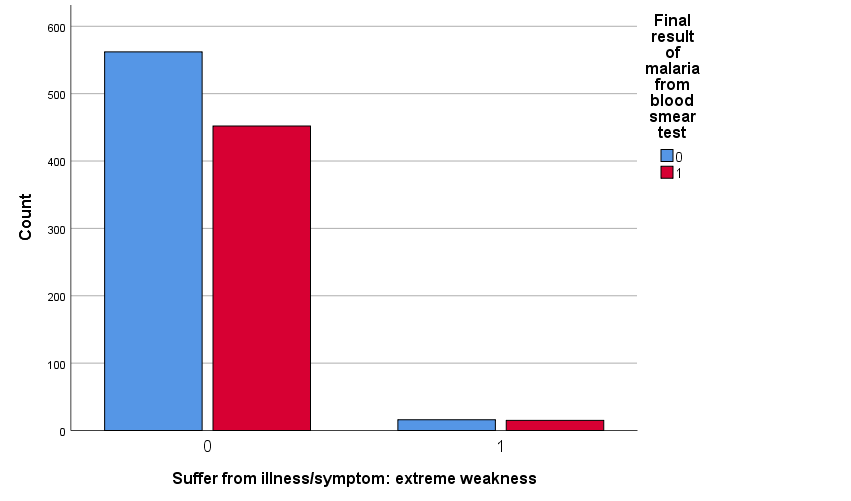 600
500
400
300
200
100
0
Count
0
1
Suffer from illness/symptom: extreme weakness
Final
result
of
malaria
from
blood
smear
test
0
1